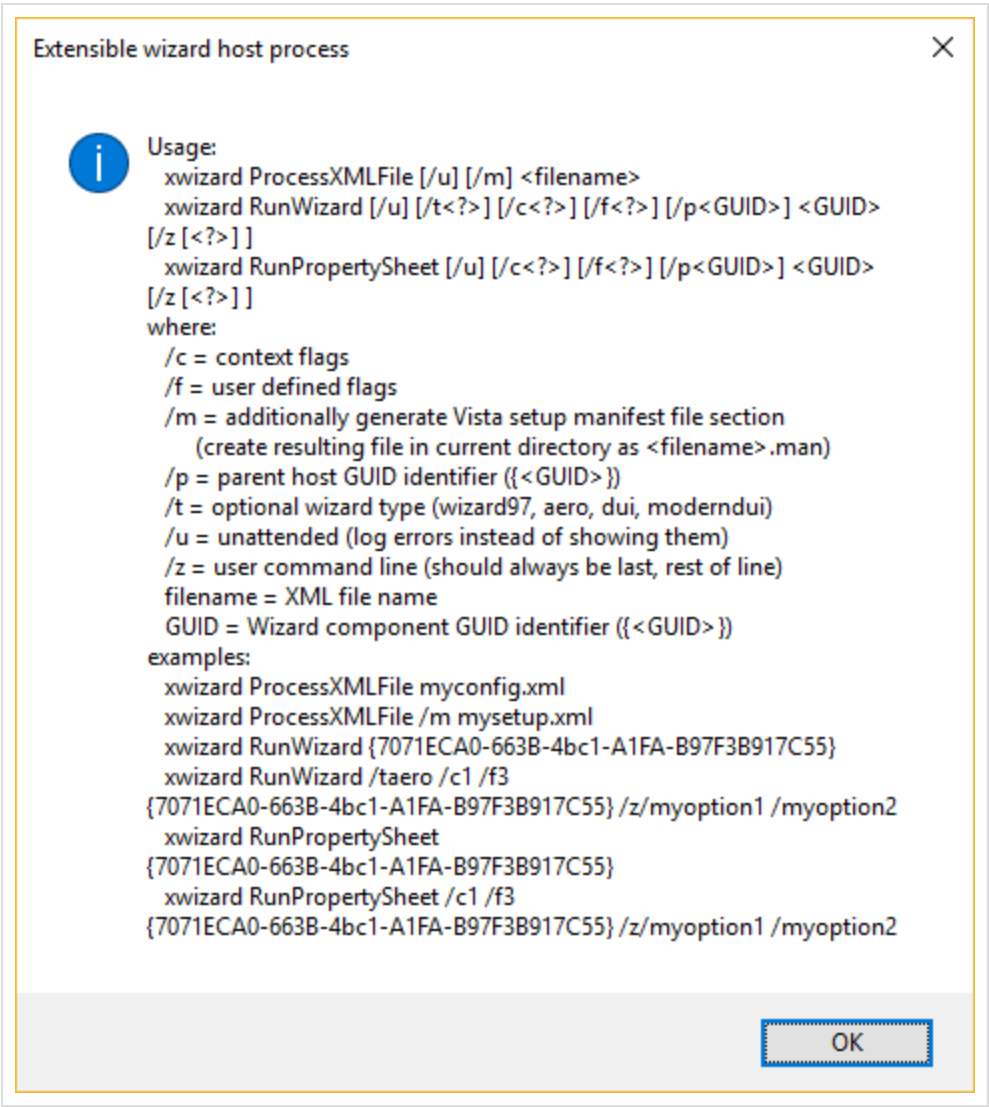 Extensible wizard host process
Usage:
xwizard ProcessXMLFile [/u] [/m] <filename>
xwizard RunWizard [/u] [/t<?>] [/c<?>] [/f<?>] [/p<GUID>] <GUID>
[/z [<?>] ]
xwizard RunPropertySheet [/u] [/c<?>] [/f<?>] [/p<GUID>] <GUID>
[/z [<?>] ]
where:
/c = context flags
/f = user defined flags
/m = additionally generate Vista setup manifest file section
(create resulting file in current directory as <filename>.man)
/p = parent host GUID identifier ({<GUID>})
/t = optional wizard type (wizard97, aero, dui, moderndui)
/u = unattended (log errors instead of showing them)
/z = user command line (should always be last, rest of line)
filename = XML file name
GUID = Wizard component GUID identifier ({<GUID>})
examples:
xwizard ProcessXMLFile myconfig.xml
xwizard ProcessXMLFile /m mysetup.xml
xwizard RunWizard {7071ECA0-663B-4bc1-A1FA-B97F3B917C55}
xwizard RunWizard /taero /c1 /f3
{7071ECA0-663B-4bc1-A1FA-B97F3B917C55} /z/myoption1 /myoption2
xwizard RunPropertySheet
{7071ECA0-663B-4bc1-A1FA-B97F3B917C55}
xwizard RunPropertySheet /c1 /f3
{7071ECA0-663B-4bc1-A1FA-B97F3B917C55} /z/myoption1 /myoption2
OK